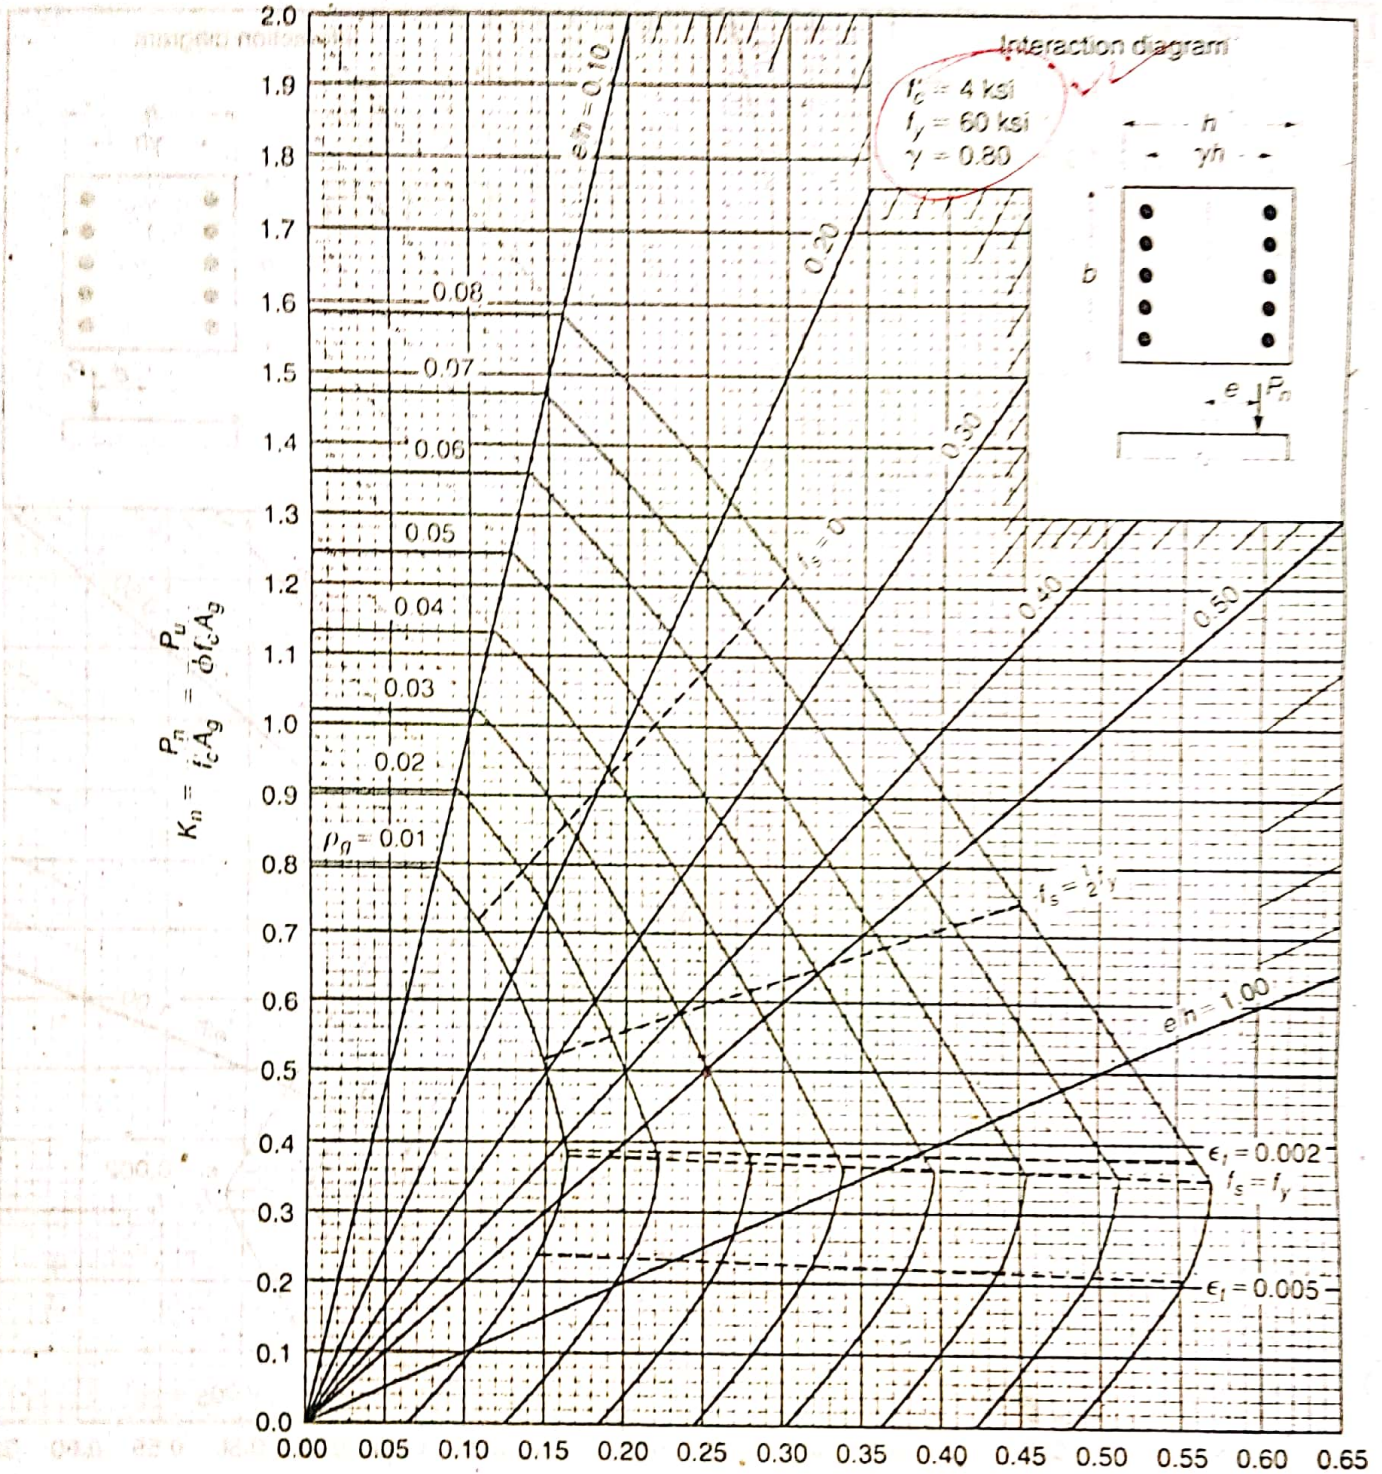 Interaction diagram
f'c = 4 ksi
fy = 60 ksi
γ = 0.80
h
γh
b
e
Pn
Kn = Pn / f'c Ag = Pu / ϕf'c Ag
2.0
1.9
1.8
1.7
1.6
1.5
1.4
1.3
1.2
1.1
1.0
0.9
0.8
0.7
0.6
0.5
0.4
0.3
0.2
0.1
0.0
e/h = 0.10
0.20
0.30
0.40
0.50
e/h = 1.00
0.08
0.07
0.06
0.05
0.04
0.03
0.02
ρg = 0.01
fs = 0
fs = ½fy
ϵt = 0.002
fs = fy
ϵt = 0.005
0.00 0.05 0.10 0.15 0.20 0.25 0.30 0.35 0.40 0.45 0.50 0.55 0.60 0.65